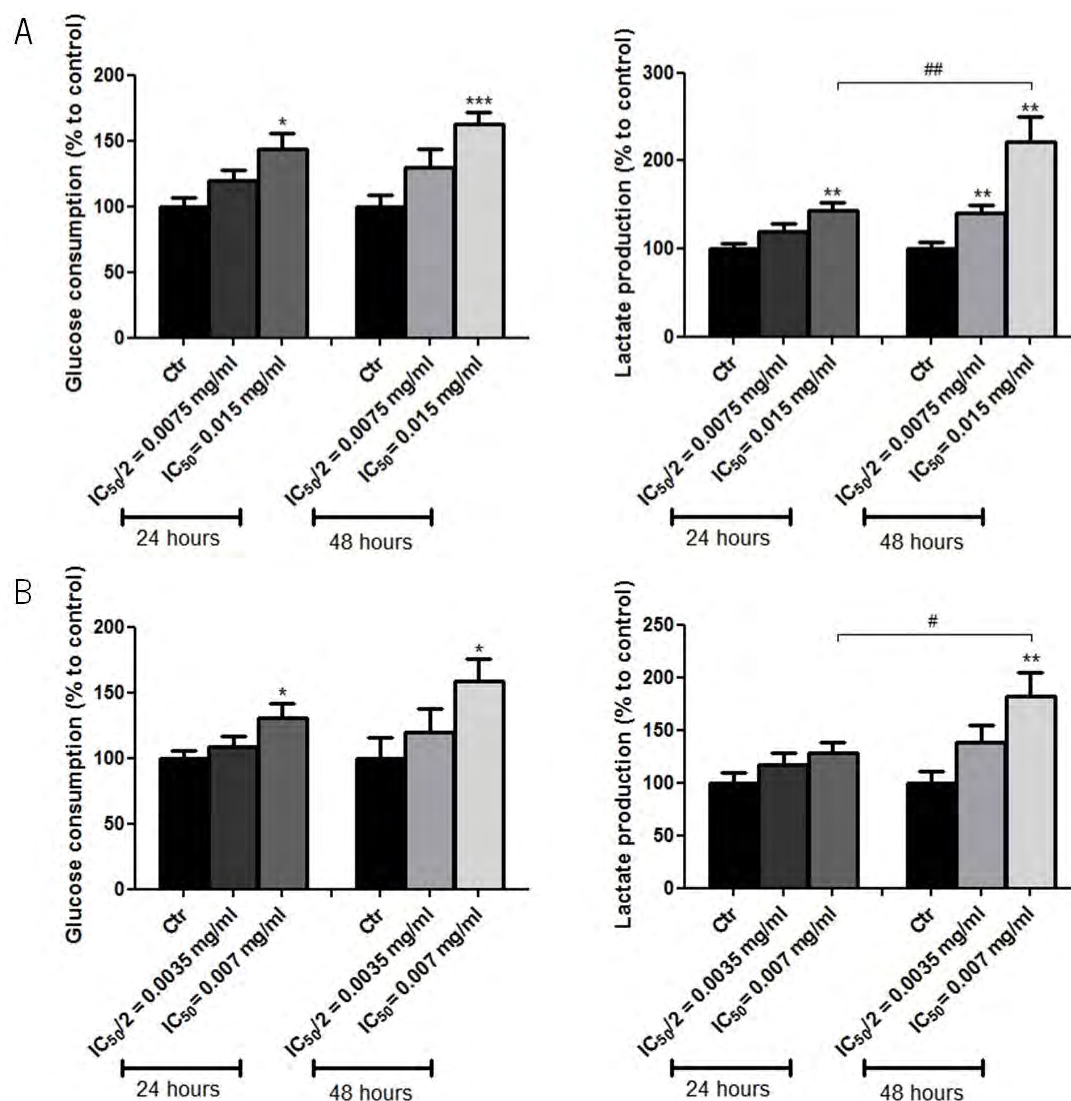 A
Glucose consumption (% to control)
200
150
100
50
0
*
***
Ctr
IC50/2 = 0.0075 mg/ml
IC50= 0.015 mg/ml
Ctr
IC50/2 = 0.0075 mg/ml
IC50= 0.015 mg/ml
24 hours
48 hours
Lactate production (% to control)
300
200
100
0
##
**
**
**
Ctr
IC50/2 = 0.0075 mg/ml
IC50= 0.015 mg/ml
Ctr
IC50/2 = 0.0075 mg/ml
IC50= 0.015 mg/ml
24 hours
48 hours
B
Glucose consumption (% to control)
200
150
100
50
0
*
*
Ctr
IC50/2 = 0.0035 mg/ml
IC50= 0.007 mg/ml
Ctr
IC50/2 = 0.0035 mg/ml
IC50= 0.007 mg/ml
24 hours
48 hours
Lactate production (% to control)
250
200
150
100
50
0
#
**
Ctr
IC50/2 = 0.0035 mg/ml
IC50= 0.007 mg/ml
Ctr
IC50/2 = 0.0035 mg/ml
IC50= 0.007 mg/ml
24 hours
48 hours